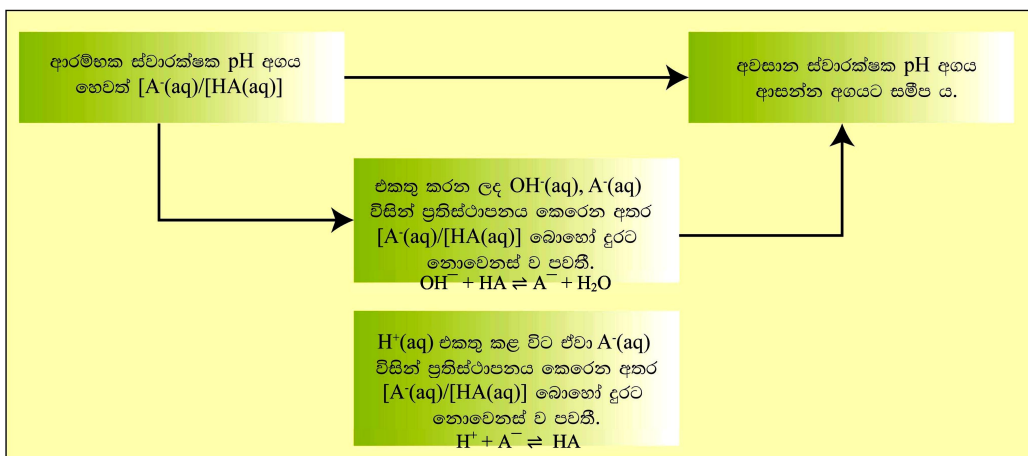 ආරම්භක ස්වාරක්ෂක pH අගය
හෙවත් [A⁻(aq)/[HA(aq)]
අවසාන ස්වාරක්ෂක pH අගය
ආසන්න අගයට සමීප ය.
එකතු කරන ලද OH⁻(aq), A⁻(aq)
විසින් ප්‍රතිස්ථාපනය කෙරෙන අතර
[A⁻(aq)/[HA(aq)] බොහෝ දුරට
නොවෙනස් ව පවතී.
OH⁻ + HA ⇌ A⁻ + H₂O
H⁺(aq) එකතු කළ විට ඒවා A⁻(aq)
විසින් ප්‍රතිස්ථාපනය කෙරෙන අතර
[A⁻(aq)/[HA(aq)] බොහෝ දුරට
නොවෙනස් ව පවතී.
H⁺ + A⁻ ⇌ HA